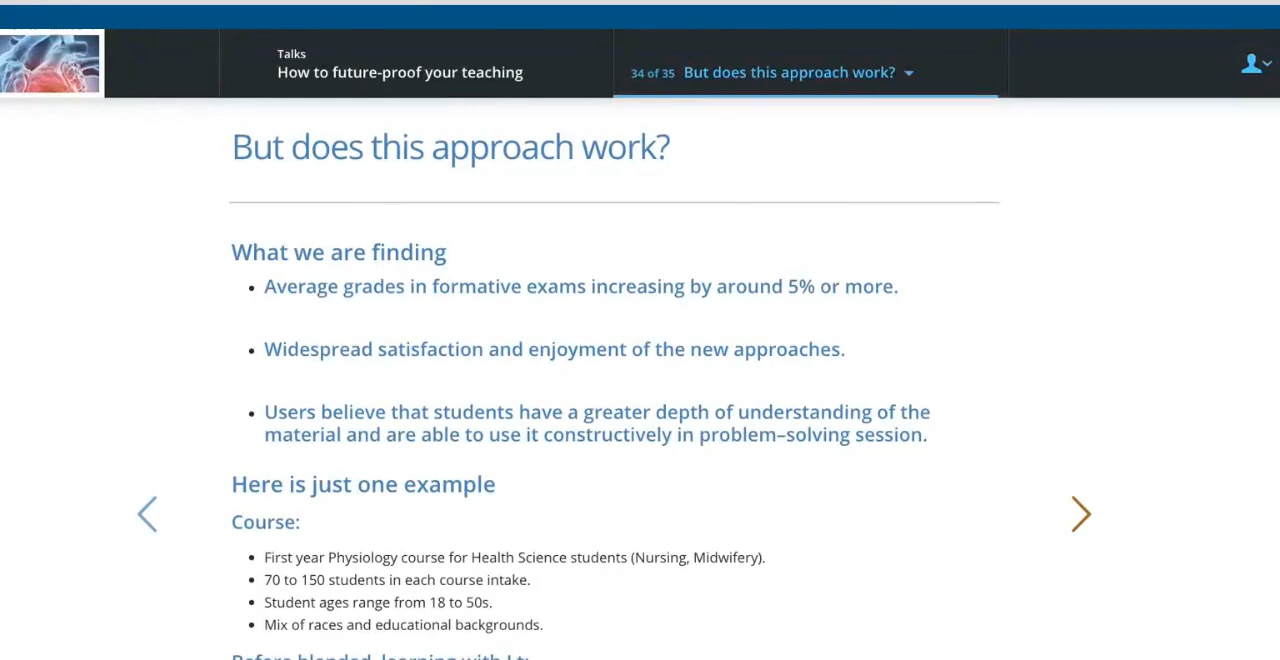 Talks
How to future-proof your teaching
34 of 35 But does this approach work?
But does this approach work?
What we are finding
Average grades in formative exams increasing by around 5% or more.
Widespread satisfaction and enjoyment of the new approaches.
Users believe that students have a greater depth of understanding of the
material and are able to use it constructively in problem–solving session.
Here is just one example
Course:
First year Physiology course for Health Science students (Nursing, Midwifery).
70 to 150 students in each course intake.
Student ages range from 18 to 50s.
Mix of races and educational backgrounds.
Before blended learning with Lt: